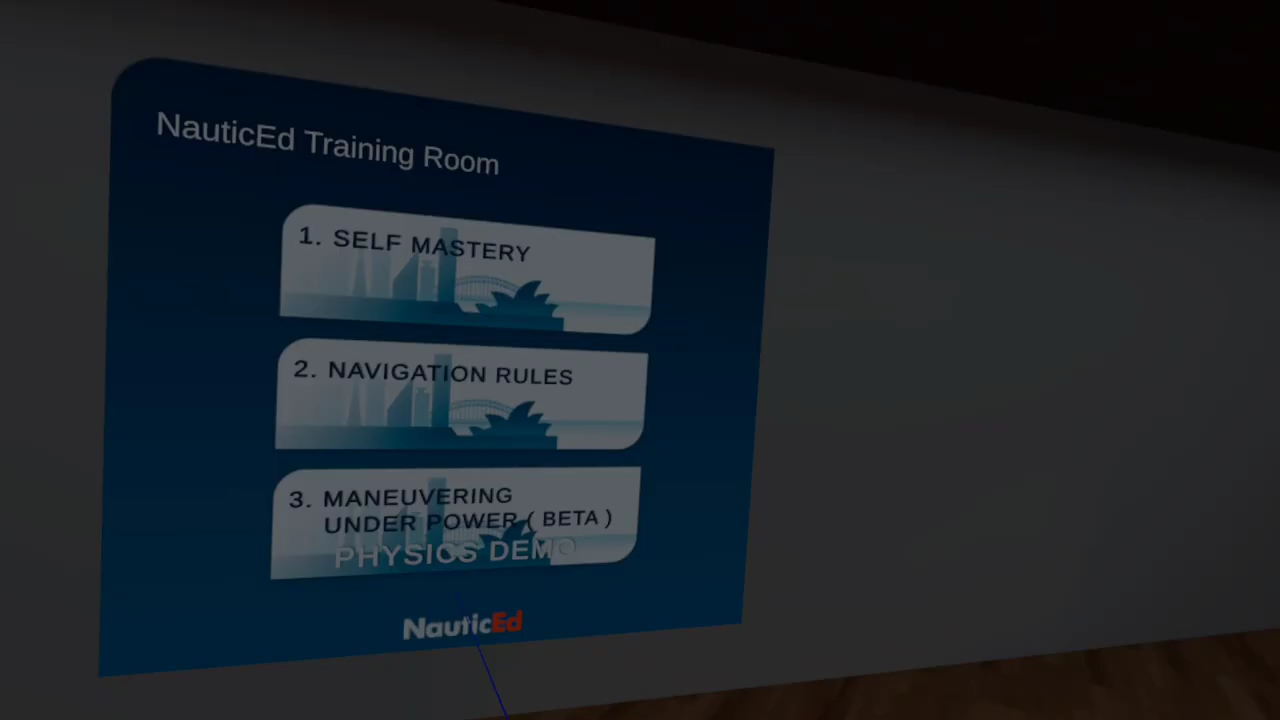 NauticEd Training Room
1. SELF MASTERY
2. NAVIGATION RULES
3. MANEUVERING
UNDER POWER ( BETA )
PHYSICS DEMO
NauticEd